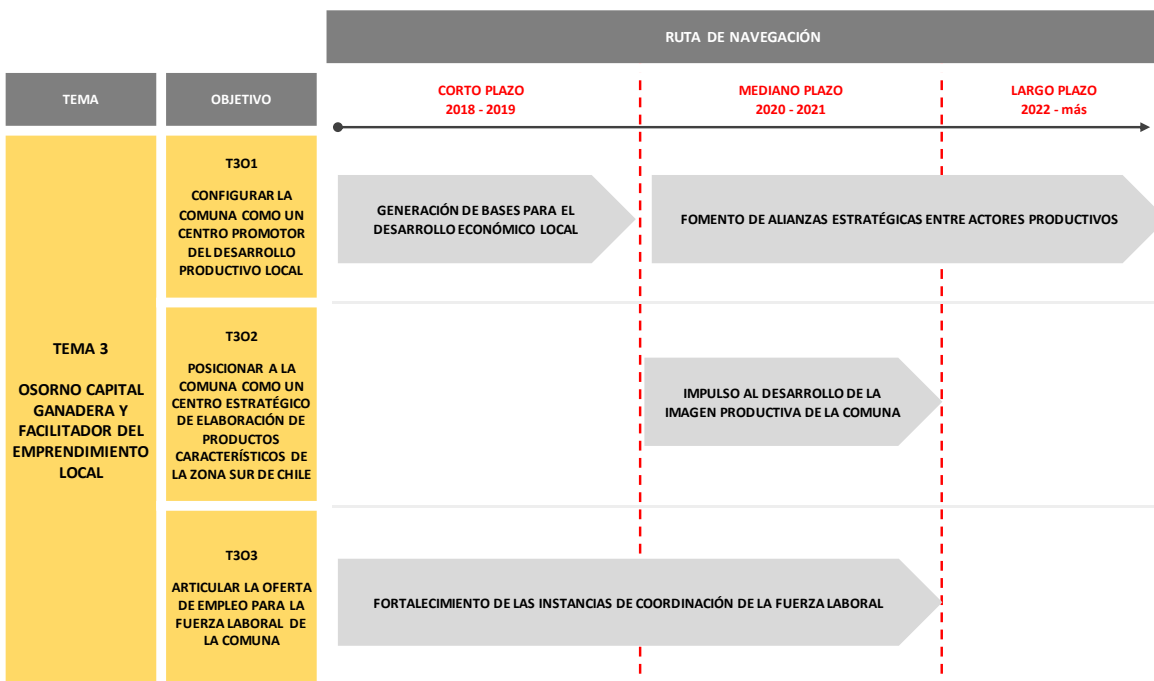 RUTA DE NAVEGACIÓN
TEMA
OBJETIVO
CORTO PLAZO
2018 - 2019
MEDIANO PLAZO
2020 - 2021
LARGO PLAZO
2022 - más
TEMA 3
OSORNO CAPITAL
GANADERA Y
FACILITADOR DEL
EMPRENDIMIENTO
LOCAL
T3O1
CONFIGURAR LA
COMUNA COMO UN
CENTRO PROMOTOR
DEL DESARROLLO
PRODUCTIVO LOCAL
GENERACIÓN DE BASES PARA EL
DESARROLLO ECONÓMICO LOCAL
FOMENTO DE ALIANZAS ESTRATÉGICAS ENTRE ACTORES PRODUCTIVOS
T3O2
POSICIONAR A LA
COMUNA COMO UN
CENTRO ESTRATÉGICO
DE ELABORACIÓN DE
PRODUCTOS
CARACTERÍSTICOS DE
LA ZONA SUR DE CHILE
IMPULSO AL DESARROLLO DE LA
IMAGEN PRODUCTIVA DE LA COMUNA
T3O3
ARTICULAR LA OFERTA
DE EMPLEO PARA LA
FUERZA LABORAL DE
LA COMUNA
FORTALECIMIENTO DE LAS INSTANCIAS DE COORDINACIÓN DE LA FUERZA LABORAL